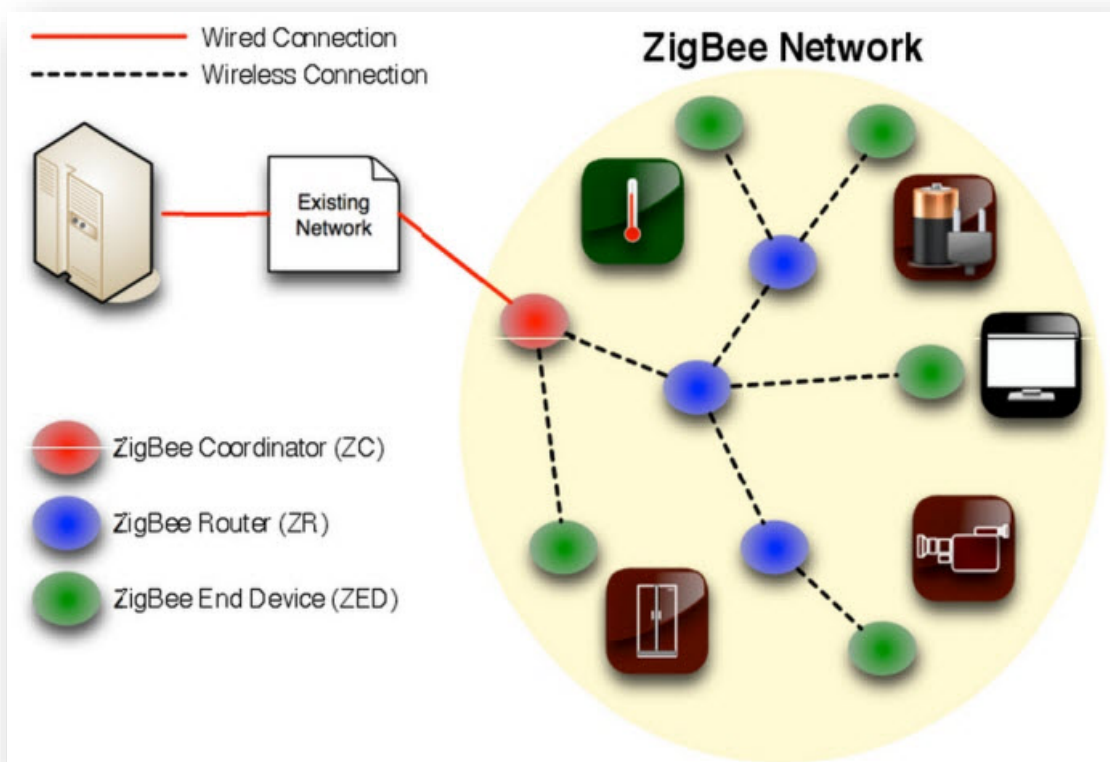 Wired Connection
Wireless Connection
ZigBee Network
Existing
Network
ZigBee Coordinator (ZC)
ZigBee Router (ZR)
ZigBee End Device (ZED)